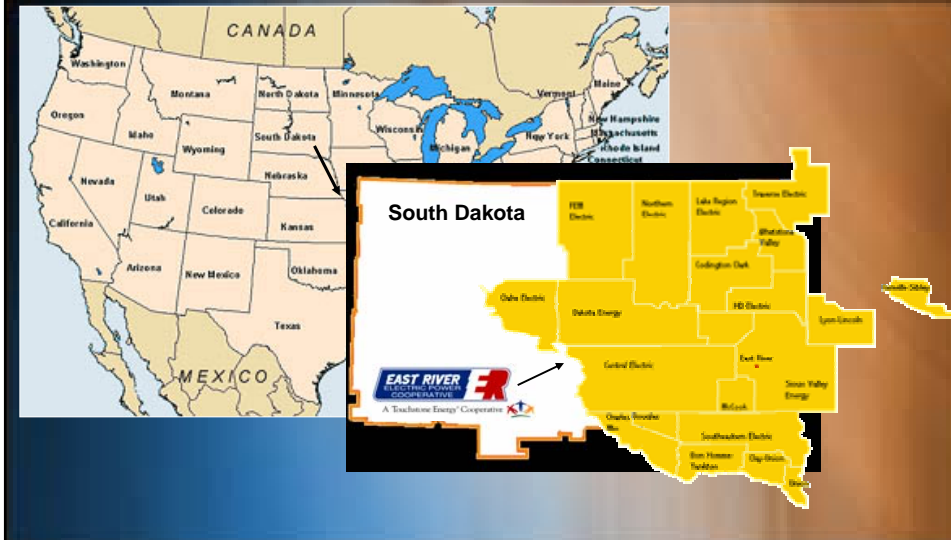 CANADA
Washington
Montana
North Dakota
Minnesota
Maine
Vermont
Oregon
Idaho
Wyoming
South Dakota
Wisconsin
Michigan
New York
New Hampshire
Massachusetts
Rhode Island
Connecticut
Nebraska
Nevada
Utah
Colorado
Kansas
California
Arizona
New Mexico
Oklahoma
Texas
MEXICO
South Dakota
FEM
Electric
Northern
Electric
Lake Region
Electric
Traverse Electric
Whetstone
Valley
Codington Clark
Oahe Electric
Dakota Energy
HD Electric
Lyon-Lincoln
Central Electric
East River
Sioux Valley
Energy
McCook
Charles
Southeastern Electric
Bon Homme
Yankton
Clay-Union
Union
EAST RIVER
ELECTRIC POWER
COOPERATIVE
ER
A Touchstone Energy® Cooperative